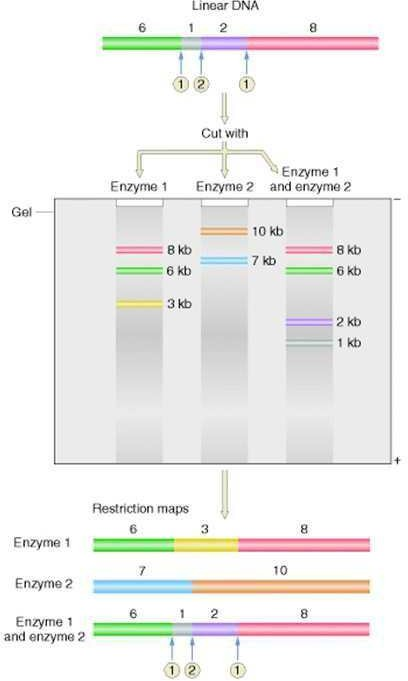 Linear DNA
6 1 2 8
1 2 1
Cut with
Enzyme 1 Enzyme 2 Enzyme 1
and enzyme 2
Gel
−
10 kb
8 kb 8 kb
7 kb
6 kb 6 kb
3 kb
2 kb
1 kb
+
Restriction maps
6 3 8
Enzyme 1
7 10
Enzyme 2
6 1 2 8
Enzyme 1
and enzyme 2
1 2 1